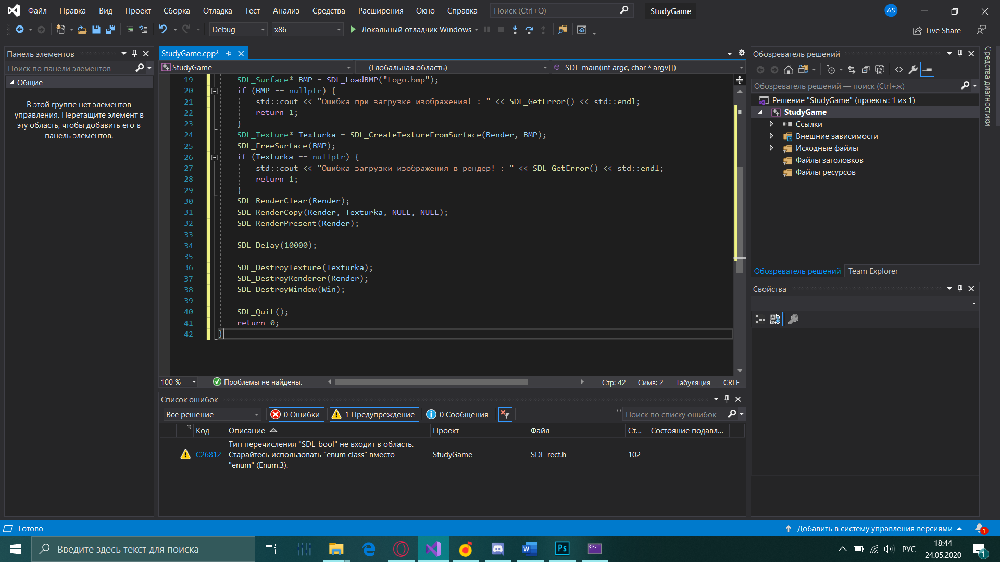 Файл Правка Вид Проект Сборка Отладка Тест Анализ Средства Расширения Окно Справка Поиск (Ctrl+Q) StudyGame AS
Debug x86 Локальный отладчик Windows Live Share
Панель элементов
Поиск по панели элементов
Общие
В этой группе нет элементов
управления. Перетащите элемент в
эту область, чтобы добавить его в
панель элементов.
StudyGame.cpp*
StudyGame (Глобальная область) SDL_main(int argc, char * argv[])
19 SDL_Surface* BMP = SDL_LoadBMP("Logo.bmp");
20 if (BMP == nullptr) {
21 std::cout << "Ошибка при загрузке изображения! : " << SDL_GetError() << std::endl;
22 return 1;
23 }
24 SDL_Texture* Texturka = SDL_CreateTextureFromSurface(Render, BMP);
25 SDL_FreeSurface(BMP);
26 if (Texturka == nullptr) {
27 std::cout << "Ошибка загрузки изображения в рендер! : " << SDL_GetError() << std::endl;
28 return 1;
29 }
30 SDL_RenderClear(Render);
31 SDL_RenderCopy(Render, Texturka, NULL, NULL);
32 SDL_RenderPresent(Render);
33
34 SDL_Delay(10000);
35
36 SDL_DestroyTexture(Texturka);
37 SDL_DestroyRenderer(Render);
38 SDL_DestroyWindow(Win);
39
40 SDL_Quit();
41 return 0;
42 }
100 % Проблемы не найдены. Стр: 42 Симв: 2 Табуляция CRLF
Список ошибок
Все решение 0 Ошибки 1 Предупреждение 0 Сообщения Поиск по списку ошибок
Код Описание Проект Файл Ст... Состояние подавл...
C26812 Тип перечисления "SDL_bool" не входит в область.
Старайтесь использовать "enum class" вместо
"enum" (Enum.3).
StudyGame SDL_rect.h 102
Обозреватель решений
Обозреватель решений — поиск (Ctrl+ж)
Решение "StudyGame" (проекты: 1 из 1)
StudyGame
Ссылки
Внешние зависимости
Исходные файлы
Файлы заголовков
Файлы ресурсов
Обозреватель решений Team Explorer
Свойства
Средства диагностики
Готово Добавить в систему управления версиями 1
Введите здесь текст для поиска W Ps РУС 18:44
24.05.2020 1